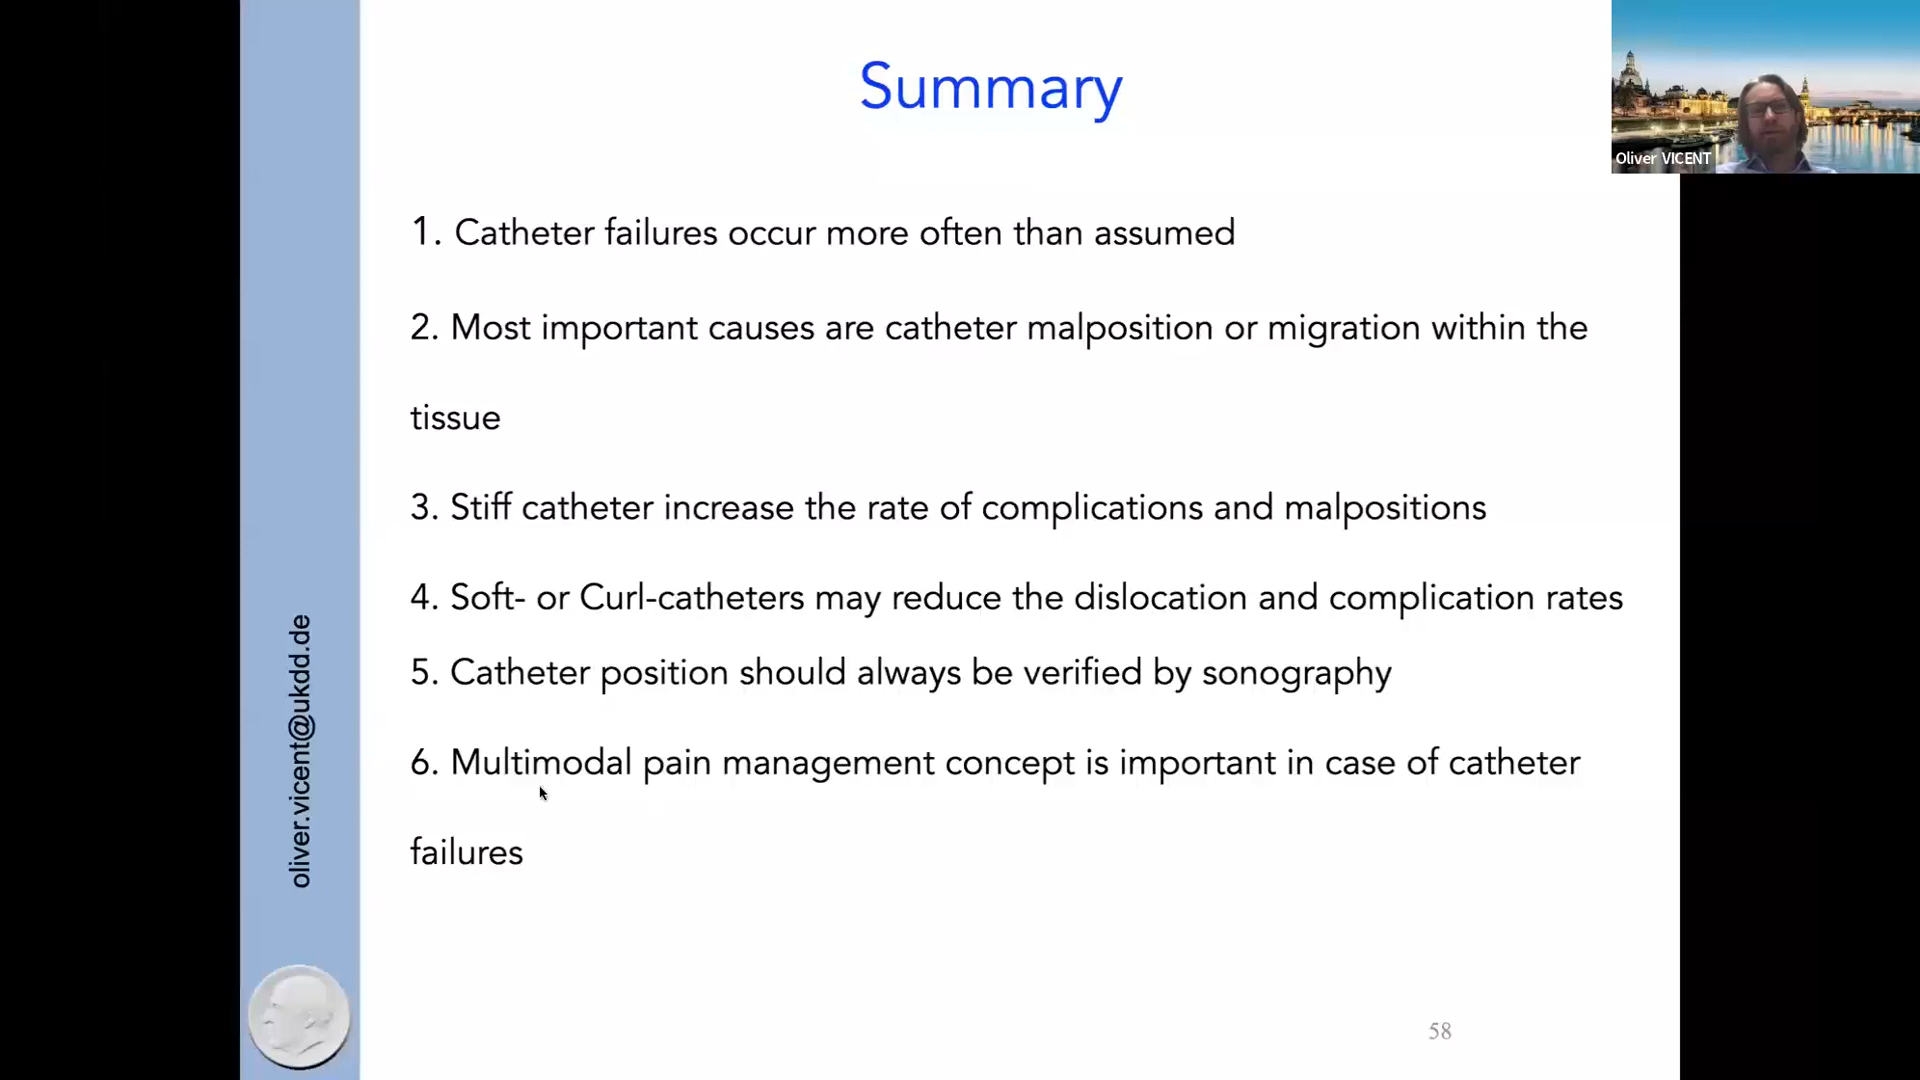 Summary
Oliver VICENT
1. Catheter failures occur more often than assumed
2. Most important causes are catheter malposition or migration within the
tissue
3. Stiff catheter increase the rate of complications and malpositions
4. Soft- or Curl-catheters may reduce the dislocation and complication rates
5. Catheter position should always be verified by sonography
6. Multimodal pain management concept is important in case of catheter
failures
oliver.vicent@ukdd.de
58